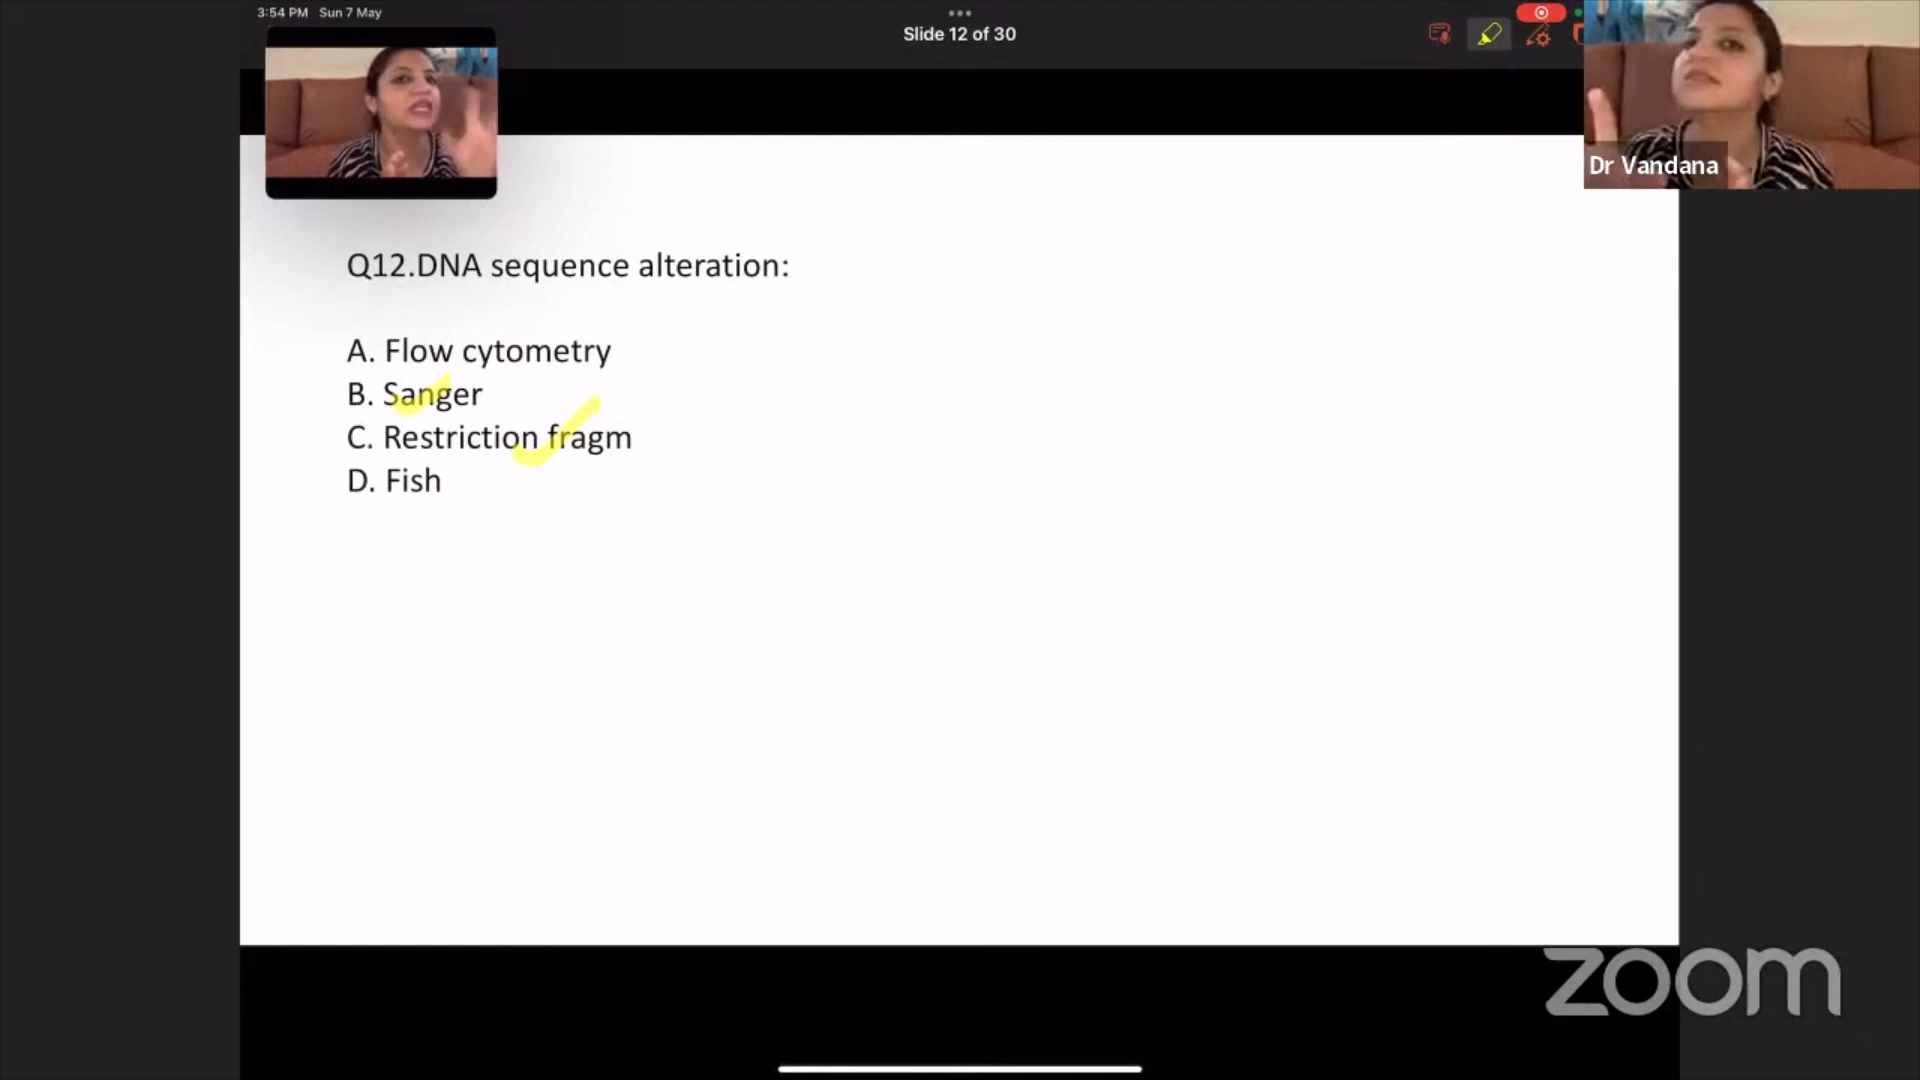 3:54 PM Sun 7 May
Slide 12 of 30
Dr Vandana
Q12.DNA sequence alteration:
A. Flow cytometry
B. Sanger
C. Restriction fragm
D. Fish
zoom